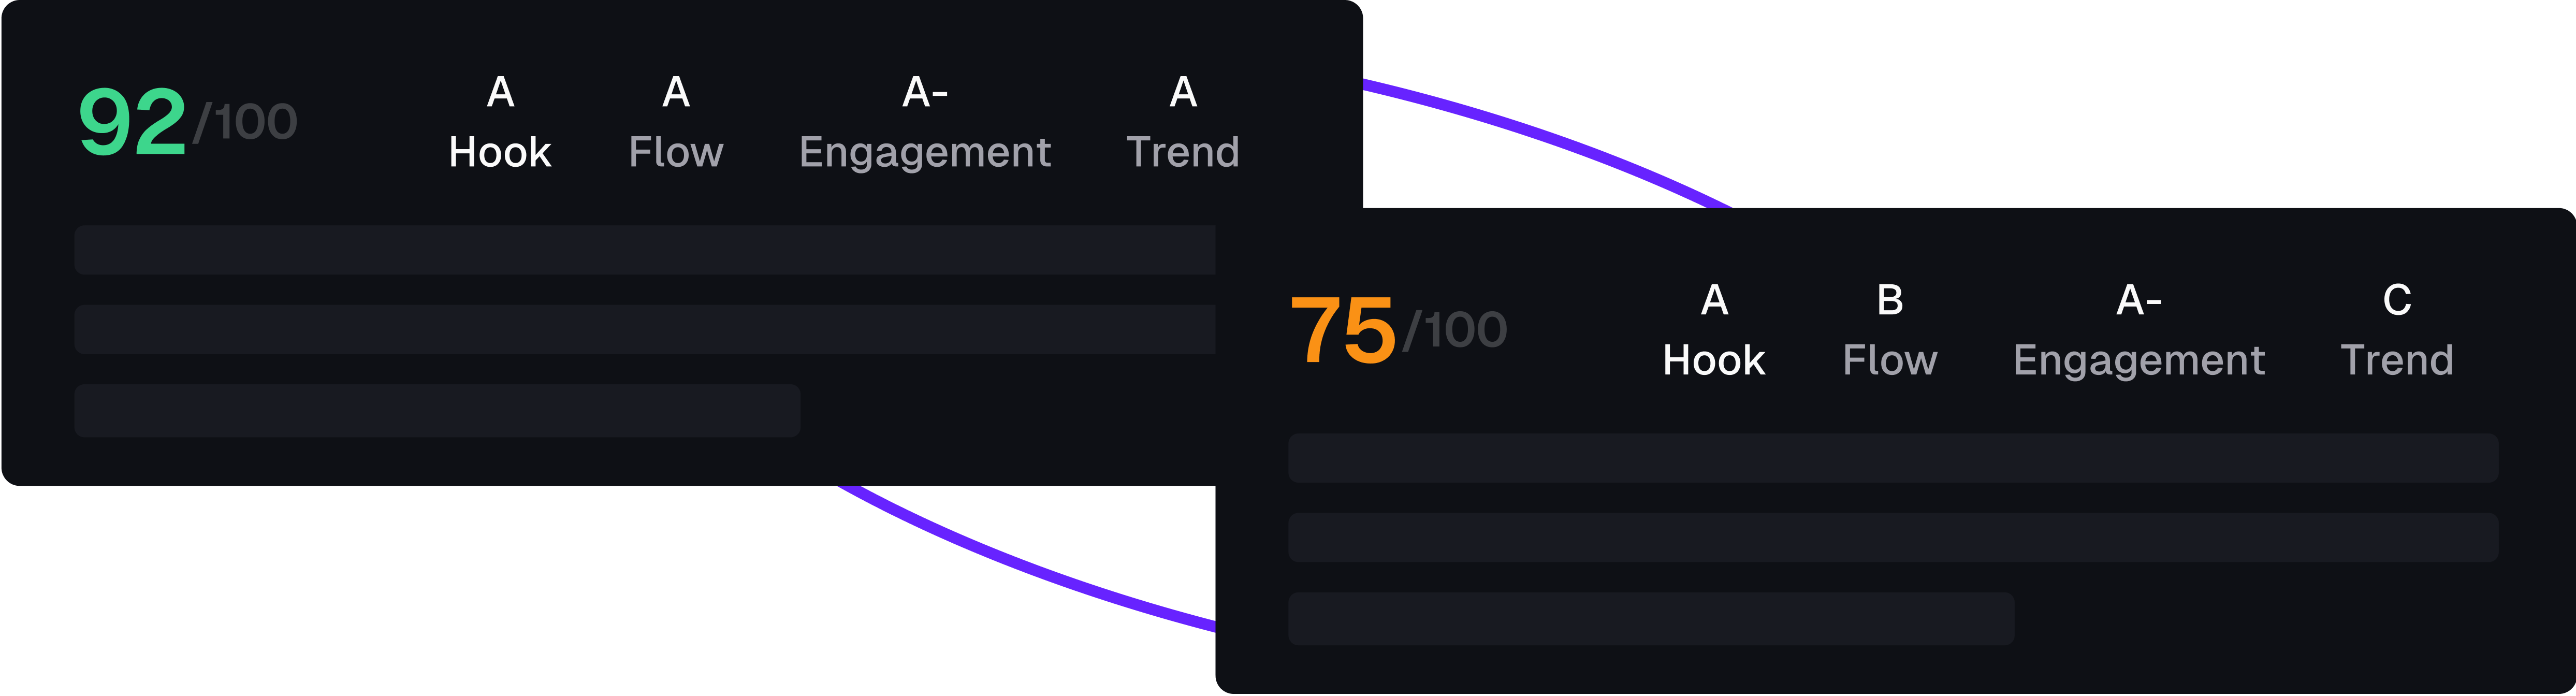 92/100
A A A- A
Hook Flow Engagement Trend
75/100
A B A- C
Hook Flow Engagement Trend